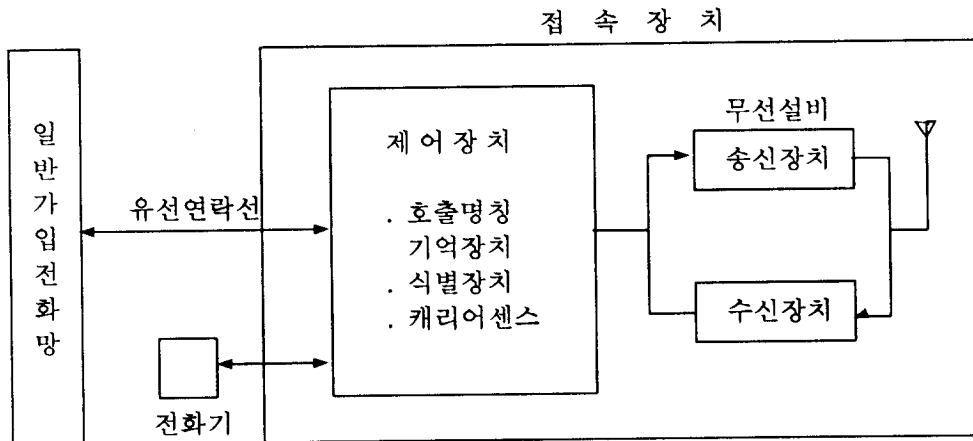 접 속 장 치
일반가입전화망
유선연락선
전화기
제어장치
. 호출명칭
기억장치
. 식별장치
. 캐리어센스
무선설비
송신장치
수신장치